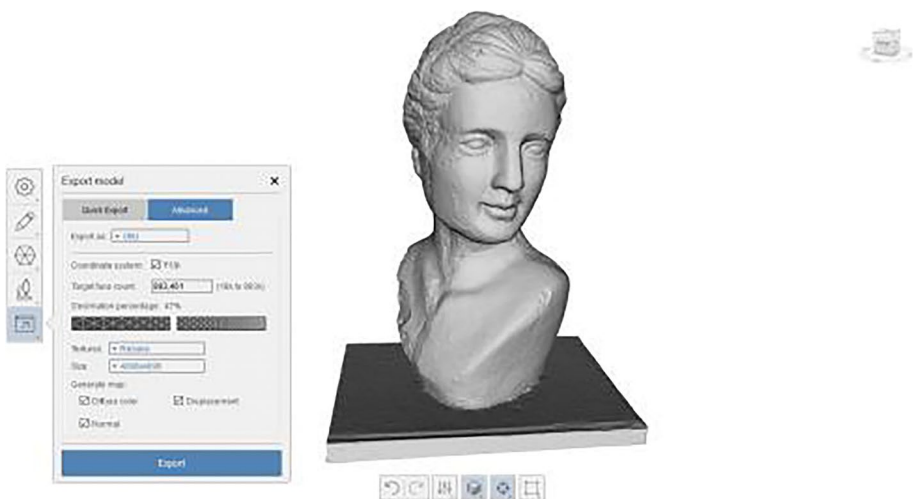 Export model
Quick Export Advanced
Export as:
Coordinate system:
Target face count:
Decimation percentage: 47%
Textures:
Size:
Generate map:
Diffuse color Displacement
Normal
Export